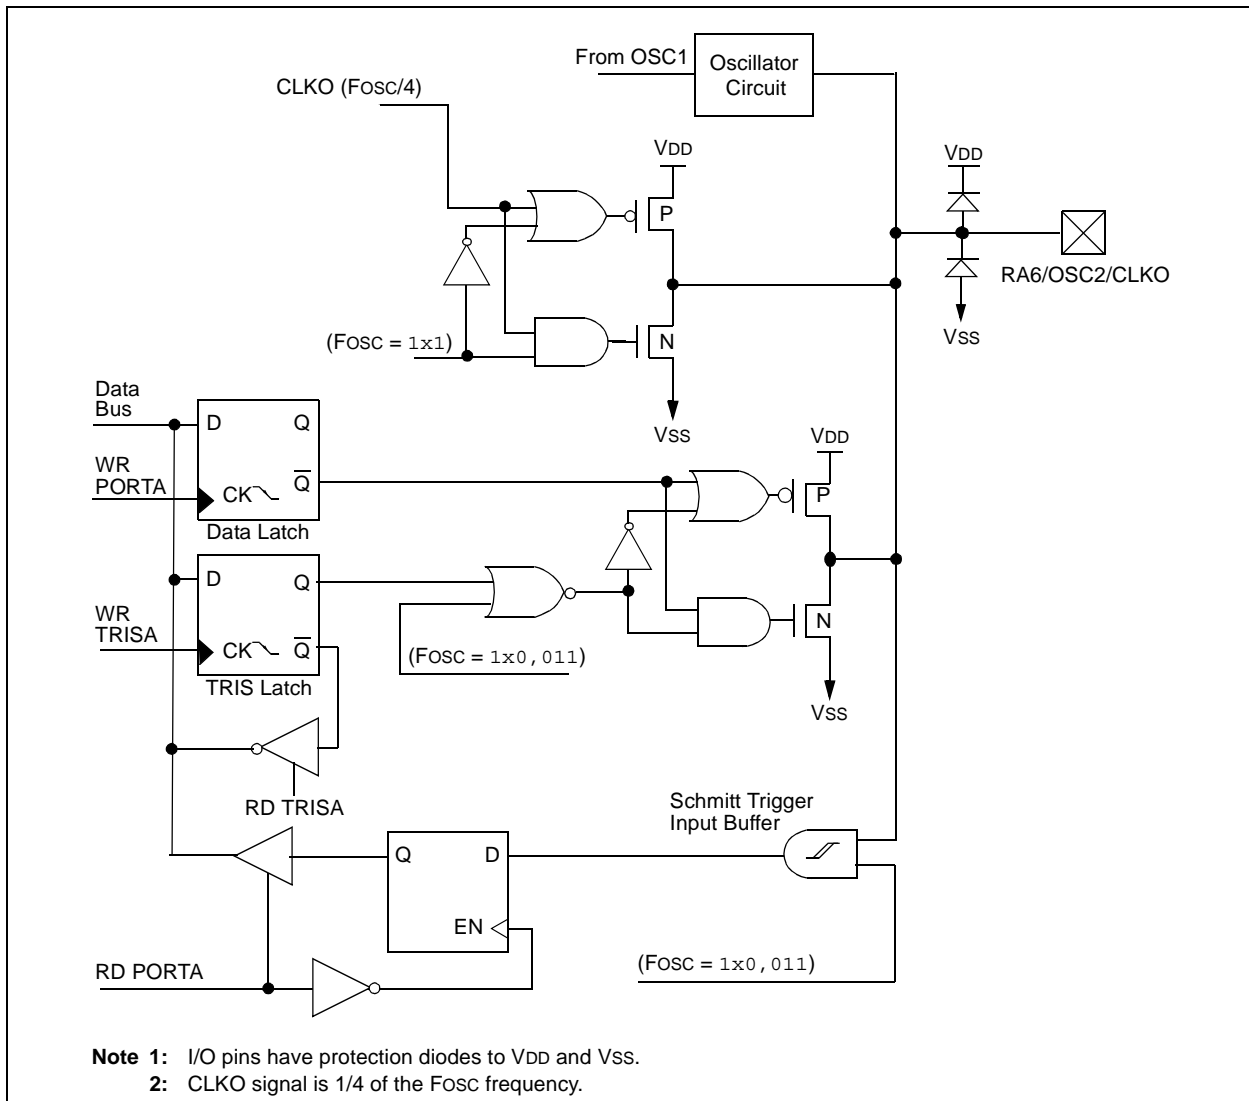 From OSC1
Oscillator
Circuit
CLKO (FOSC/4)
VDD
P
VDD
RA6/OSC2/CLKO
VSS
N
(FOSC = 1x1)
VSS
Data
Bus
D
Q
WR
PORTA
CK
Q
Data Latch
VDD
P
D
Q
WR
TRISA
CK
Q
TRIS Latch
(FOSC = 1x0,011)
N
VSS
RD TRISA
Schmitt Trigger
Input Buffer
Q
D
EN
RD PORTA
(FOSC = 1x0,011)
Note 1: I/O pins have protection diodes to VDD and VSS.
2: CLKO signal is 1/4 of the FOSC frequency.